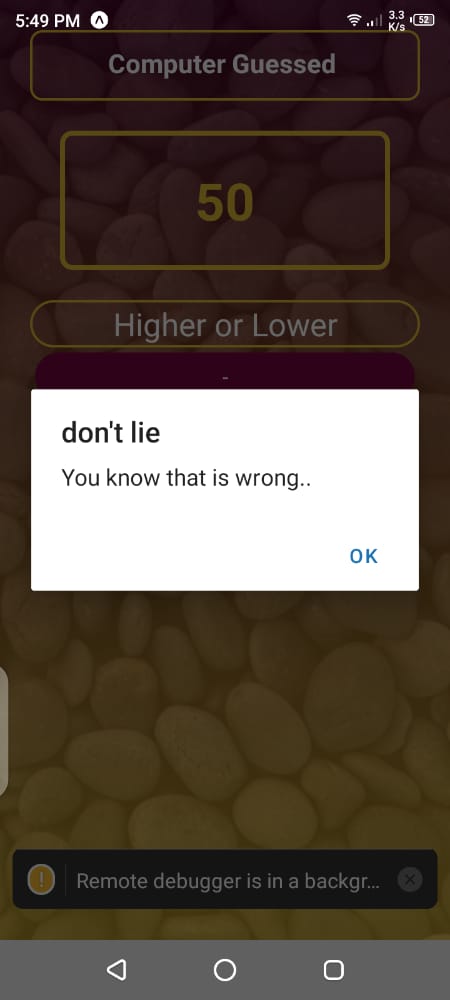 5:49 PM
3.3
K/s
52
Computer Guessed
50
Higher or Lower
-
don't lie
You know that is wrong..
OK
Remote debugger is in a backgr...